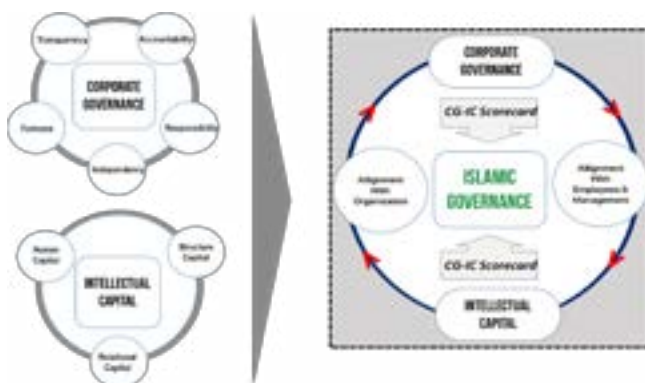 Transparency
Accountability
CORPORATE
GOVERNANCE
Fairness
Responsibility
Independency
Human
Capital
Structure
Capital
INTELLECTUAL
CAPITAL
Relational
Capital
CORPORATE
GOVERNANCE
CG-IC Scorecard
Alignment
With
Organization
ISLAMIC
GOVERNANCE
Alignment
With
Employees &
Management
CG-IC Scorecard
INTELLECTUAL
CAPITAL